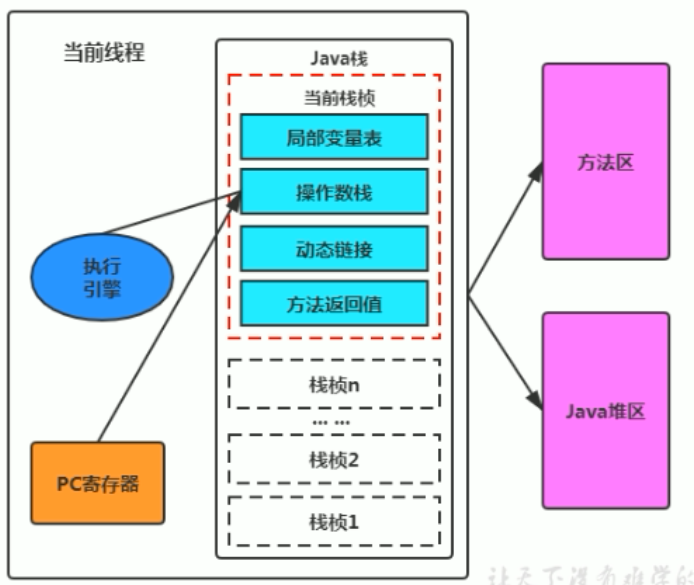 当前线程
Java栈
当前栈桢
局部变量表
操作数栈
动态链接
方法返回值
执行
引擎
PC寄存器
栈桢n
... ...
栈桢2
栈桢1
方法区
Java堆区
让天下没有难学的